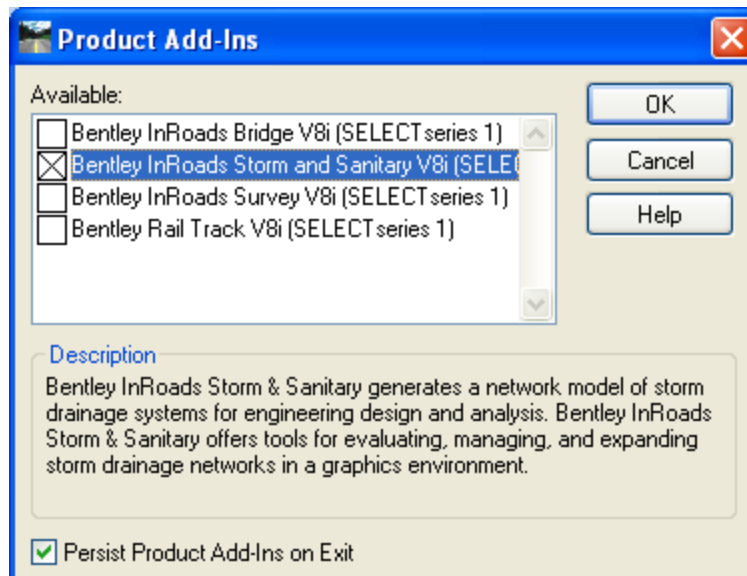 Product Add-Ins
Available:
OK
Bentley InRoads Bridge V8i (SELECTseries 1)
Bentley InRoads Storm and Sanitary V8i (SELE
Cancel
Bentley InRoads Survey V8i (SELECTseries 1)
Help
Bentley Rail Track V8i (SELECTseries 1)
Description
Bentley InRoads Storm & Sanitary generates a network model of storm
drainage systems for engineering design and analysis. Bentley InRoads
Storm & Sanitary offers tools for evaluating, managing, and expanding
storm drainage networks in a graphics environment.
Persist Product Add-Ins on Exit